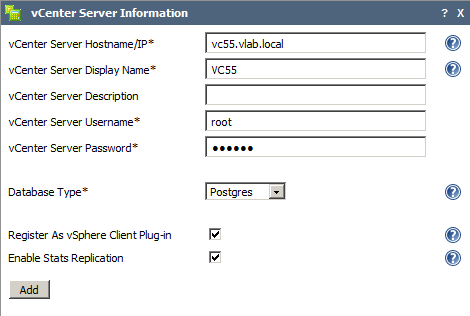 vCenter Server Information ? X
vCenter Server Hostname/IP* vc55.vlab.local ?
vCenter Server Display Name* VC55 ?
vCenter Server Description
vCenter Server Username* root
vCenter Server Password* ●●●●●●
Database Type* Postgres ?
Register As vSphere Client Plug-in ?
Enable Stats Replication ?
Add